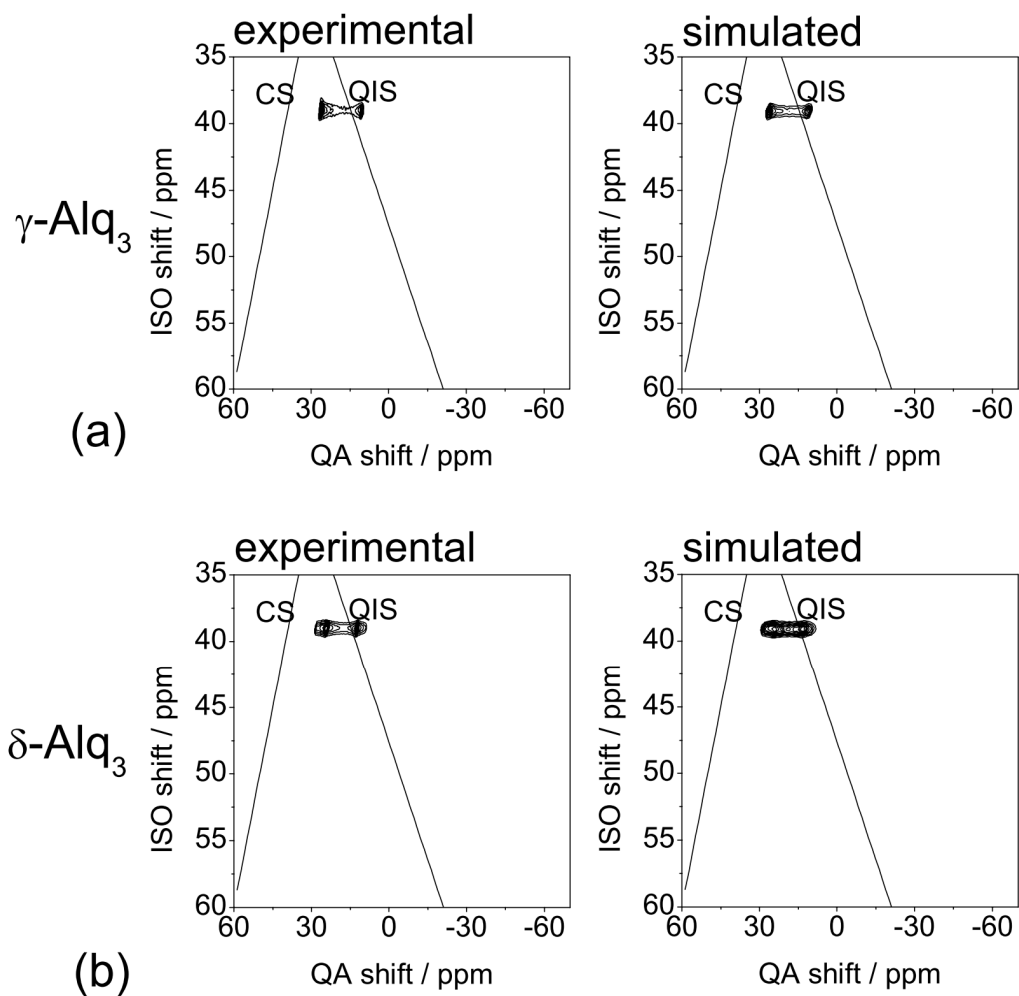 experimental
simulated
35
40
45
50
55
60
ISO shift / ppm
CS
QIS
60 30 0 -30 -60
QA shift / ppm
35
40
45
50
55
60
ISO shift / ppm
CS
QIS
60 30 0 -30 -60
QA shift / ppm
γ-Alq3
(a)
experimental
simulated
35
40
45
50
55
60
ISO shift / ppm
CS
QIS
60 30 0 -30 -60
QA shift / ppm
35
40
45
50
55
60
ISO shift / ppm
CS
QIS
60 30 0 -30 -60
QA shift / ppm
δ-Alq3
(b)